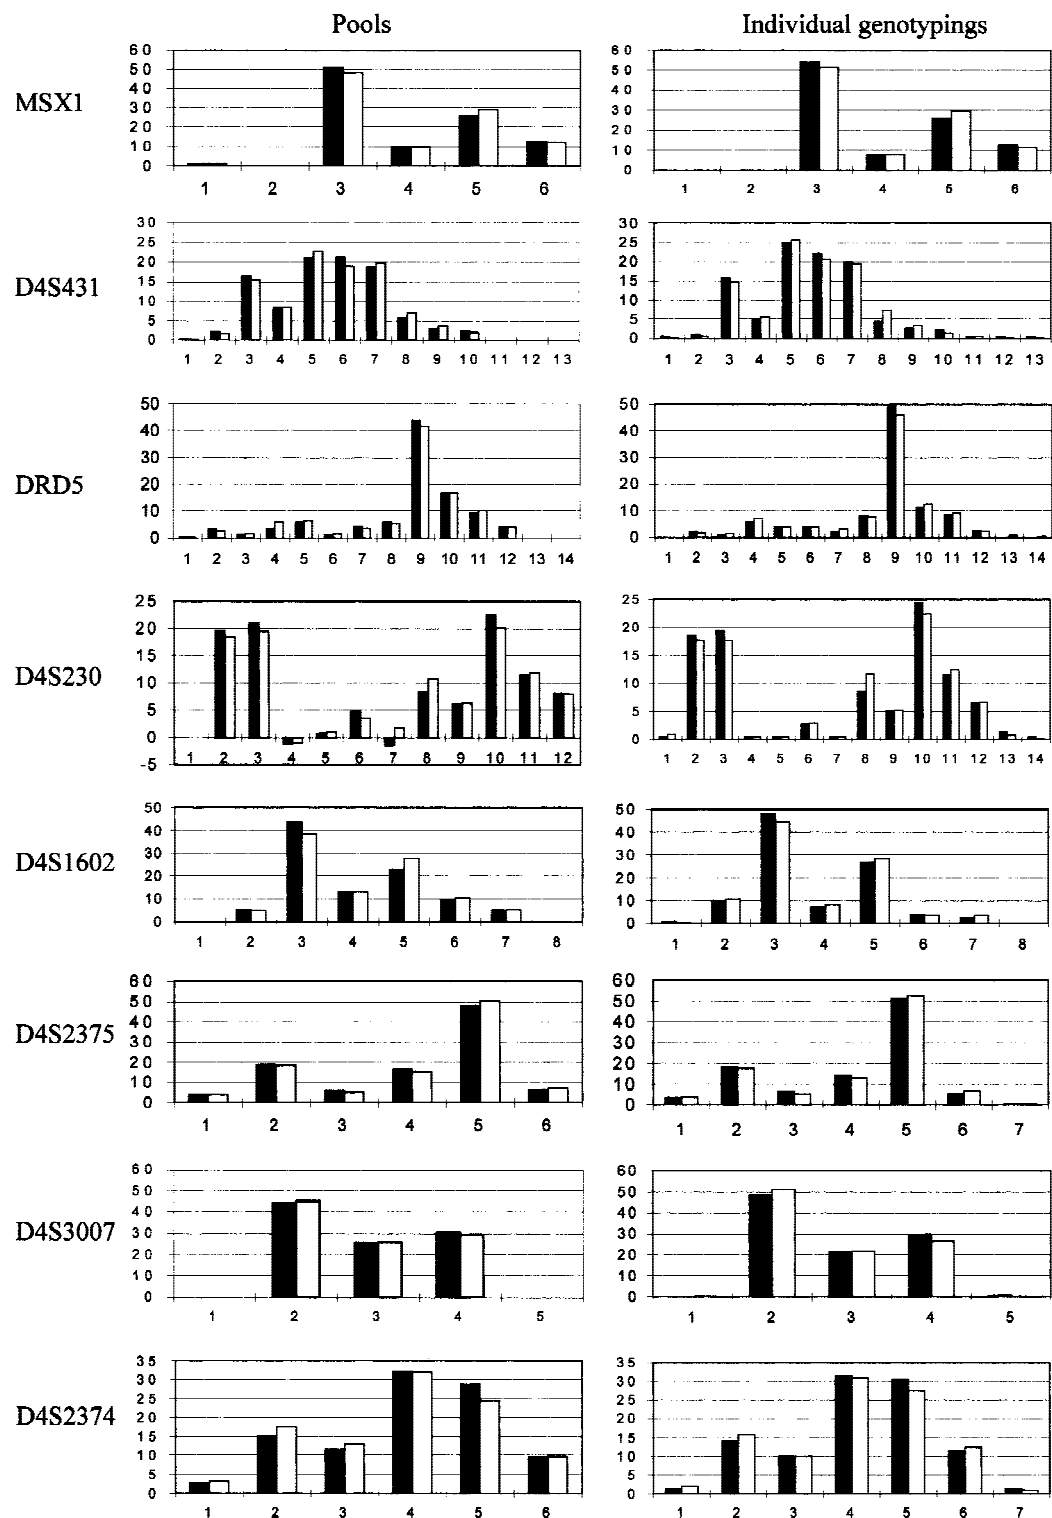 Pools Individual genotypings
MSX1
60 50 40 30 20 10 0
1 2 3 4 5 6
60 50 40 30 20 10 0
1 2 3 4 5 6
D4S431
30 25 20 15 10 5 0
1 2 3 4 5 6 7 8 9 10 11 12 13
30 25 20 15 10 5 0
1 2 3 4 5 6 7 8 9 10 11 12 13
DRD5
50 40 30 20 10 0
1 2 3 4 5 6 7 8 9 10 11 12 13 14
50 40 30 20 10 0
1 2 3 4 5 6 7 8 9 10 11 12 13 14
D4S230
25 20 15 10 5 0 -5
1 2 3 4 5 6 7 8 9 10 11 12
25 20 15 10 5 0
1 2 3 4 5 6 7 8 9 10 11 12 13 14
D4S1602
50 40 30 20 10 0
1 2 3 4 5 6 7 8
50 40 30 20 10 0
1 2 3 4 5 6 7 8
D4S2375
60 50 40 30 20 10 0
1 2 3 4 5 6
60 50 40 30 20 10 0
1 2 3 4 5 6 7
D4S3007
60 50 40 30 20 10 0
1 2 3 4 5
60 50 40 30 20 10 0
1 2 3 4 5
D4S2374
35 30 25 20 15 10 5 0
1 2 3 4 5 6
35 30 25 20 15 10 5 0
1 2 3 4 5 6 7